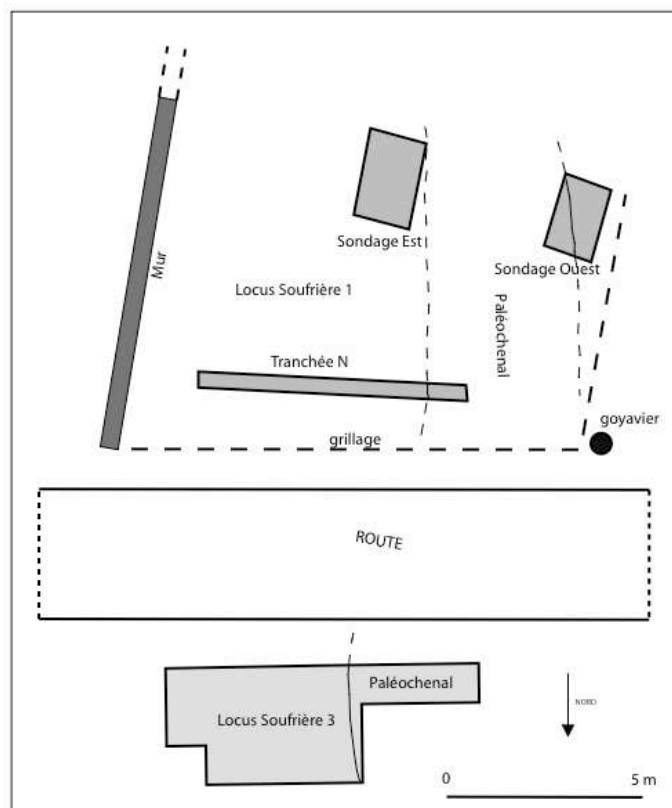 Mur
Sondage Est
Sondage Ouest
Locus Soufrière 1
Paléochenal
Tranchée N
goyavier
grillage
ROUTE
Paléochenal
Locus Soufrière 3
NORD
0 5 m